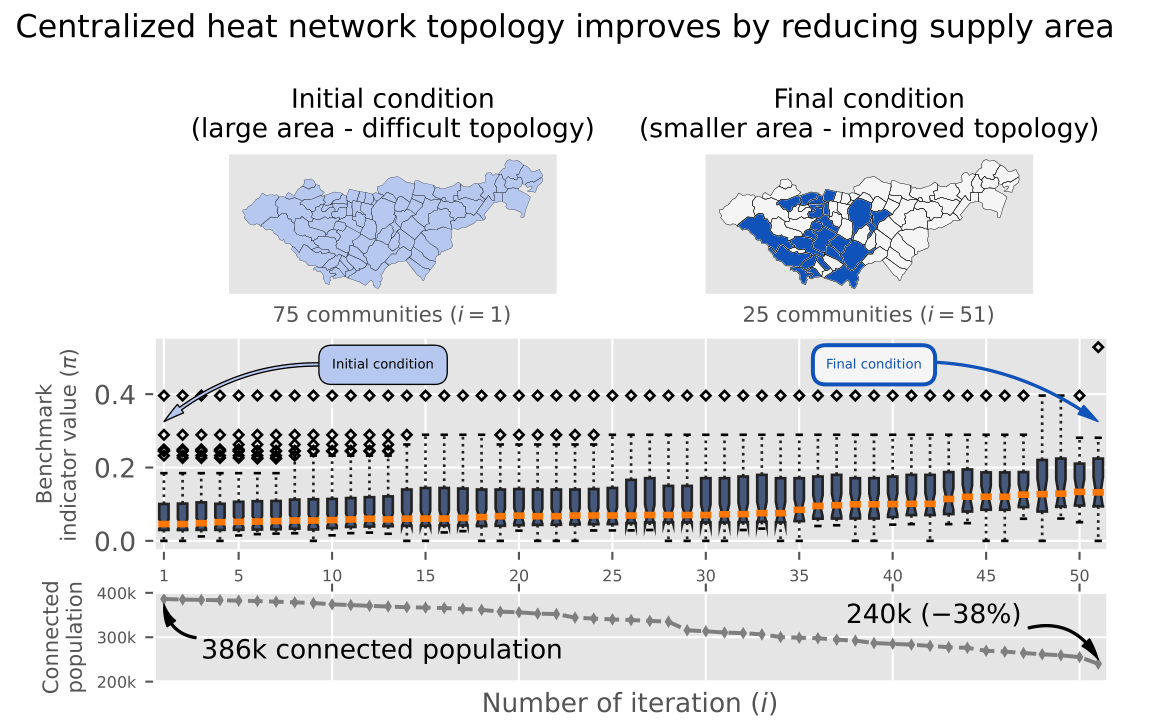 Centralized heat network topology improves by reducing supply area
Initial condition
(large area - difficult topology)
Final condition
(smaller area - improved topology)
75 communities (i = 1)
25 communities (i = 51)
Benchmark
indicator value (π)
0.4
0.2
0.0
Initial condition
Final condition
1 5 10 15 20 25 30 35 40 45 50
Connected
population
400k
300k
200k
386k connected population
240k (−38%)
Number of iteration (i)